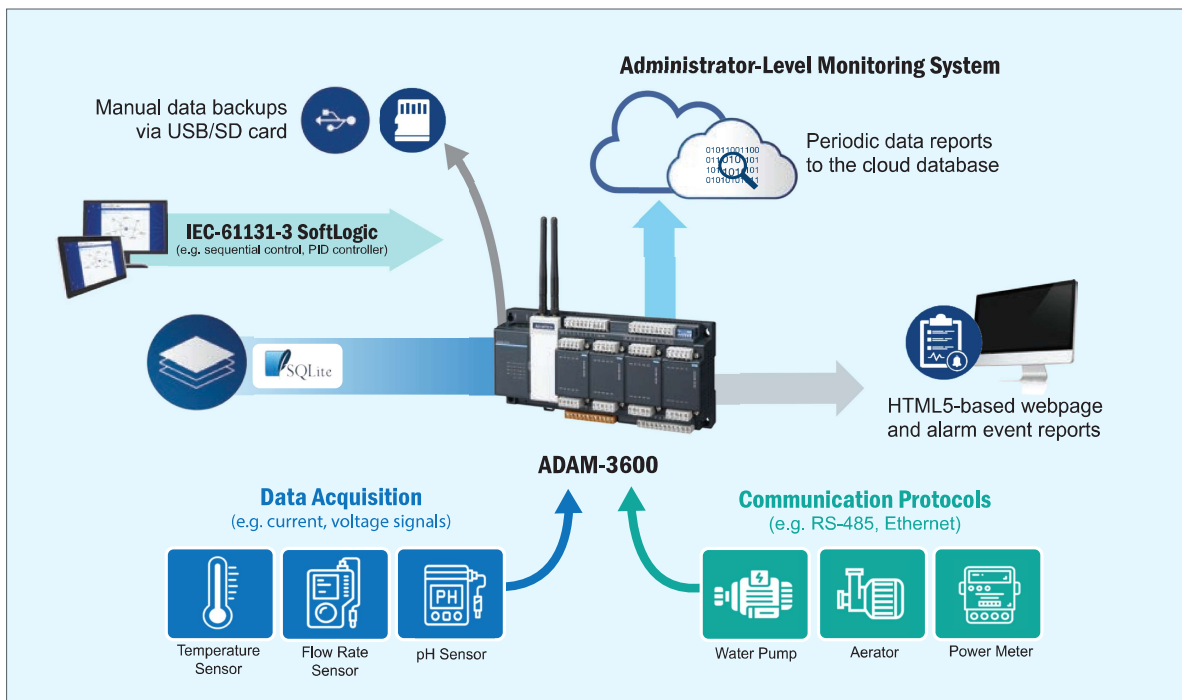 Administrator-Level Monitoring System
Manual data backups
via USB/SD card
01011001100
Periodic data reports
to the cloud database
IEC-61131-3 SoftLogic
(e.g. sequential control, PID controller)
SQLite
HTML5-based webpage
and alarm event reports
ADAM-3600
Data Acquisition
(e.g. current, voltage signals)
Communication Protocols
(e.g. RS-485, Ethernet)
PH
Temperature
Sensor
Flow Rate
Sensor
pH Sensor
Water Pump
Aerator
Power Meter